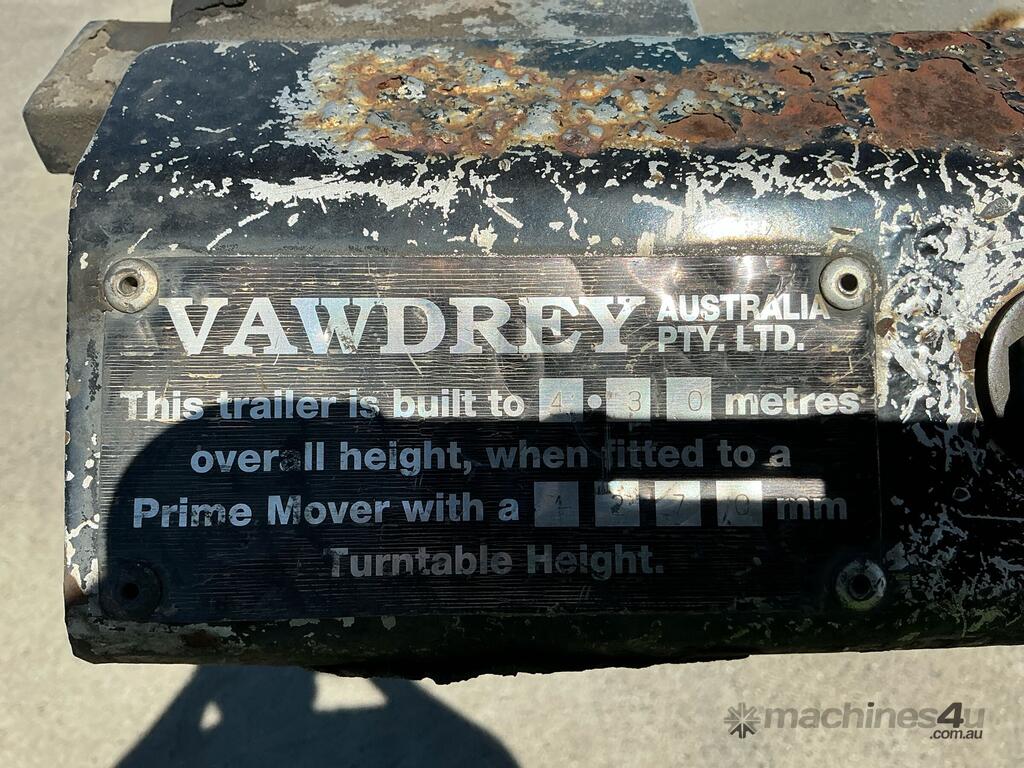 VAWDREY AUSTRALIA PTY. LTD.
This trailer is built to 4.30 metres
overall height, when fitted to a
Prime Mover with a 1270 mm
Turntable Height.
machines4u
.com.au